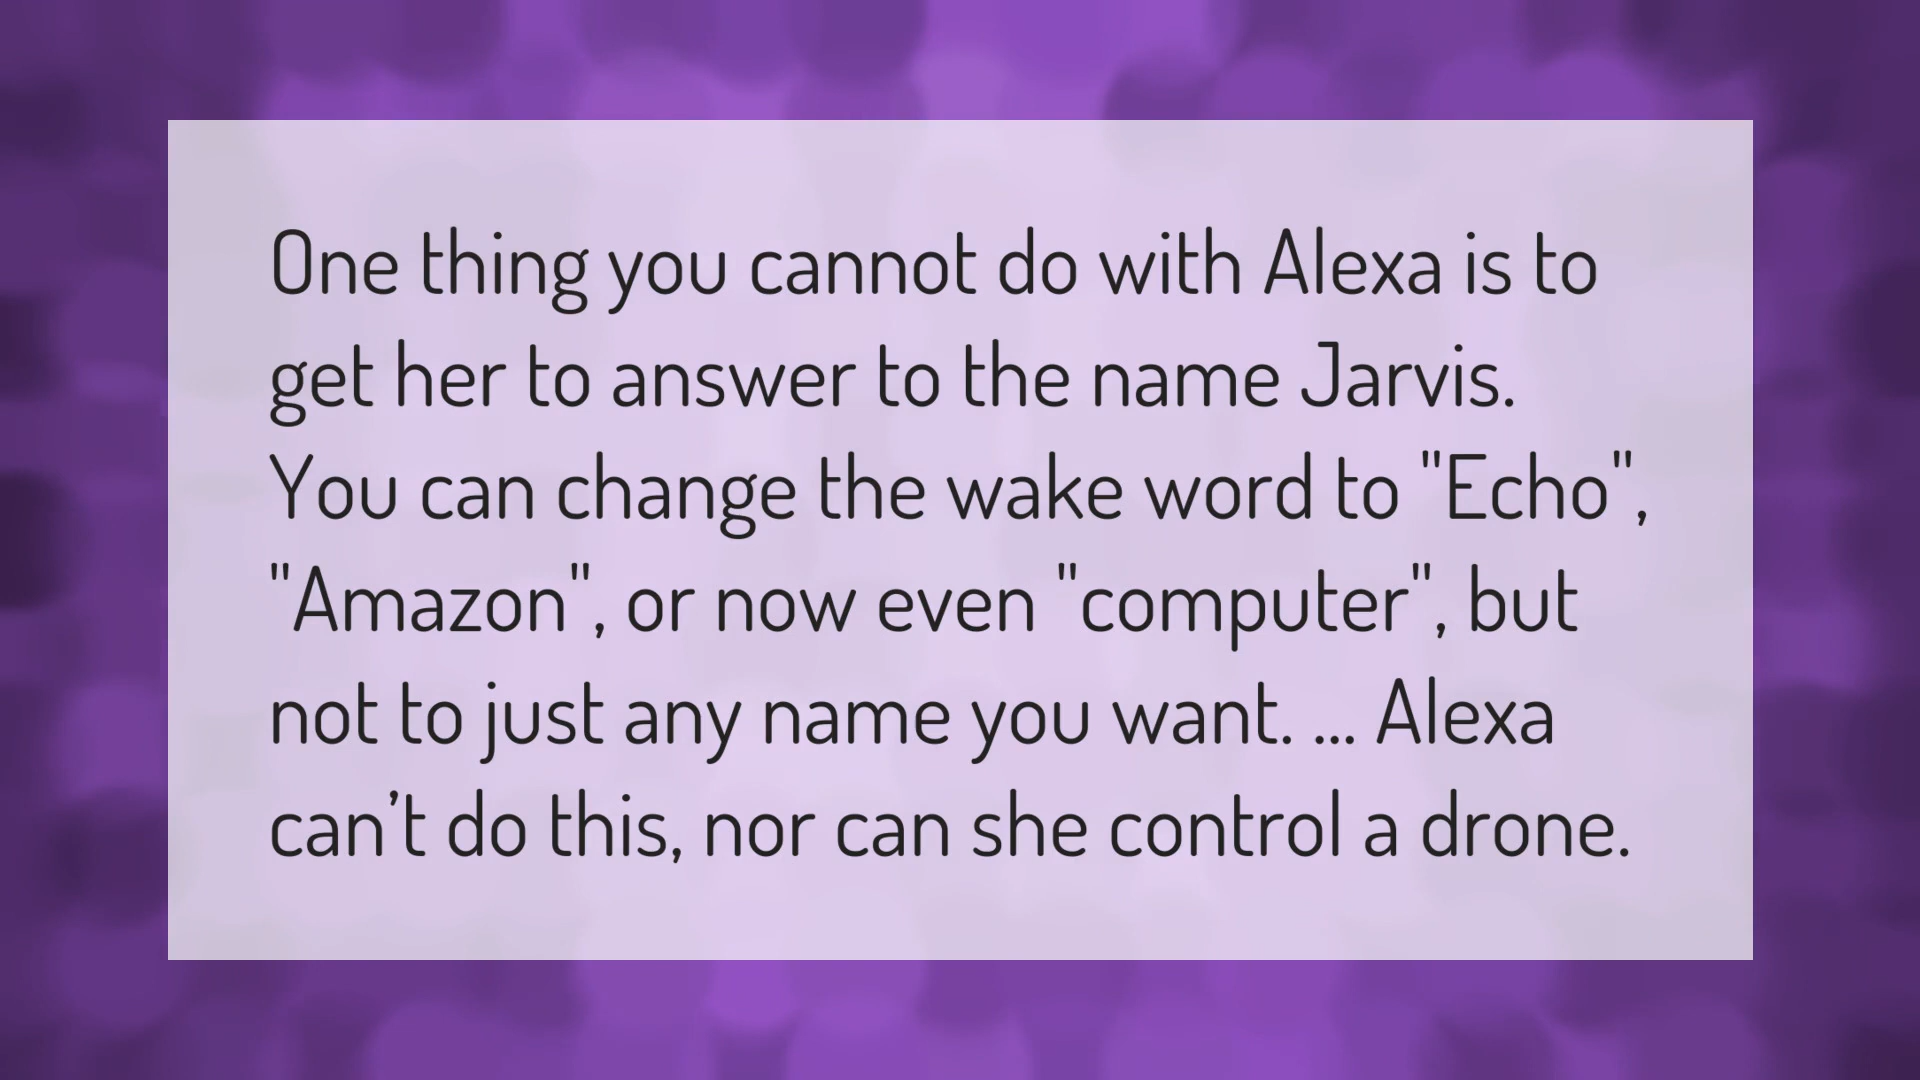 One thing you cannot do with Alexa is to
get her to answer to the name Jarvis.
You can change the wake word to "Echo",
"Amazon", or now even "computer", but
not to just any name you want. ... Alexa
can’t do this, nor can she control a drone.